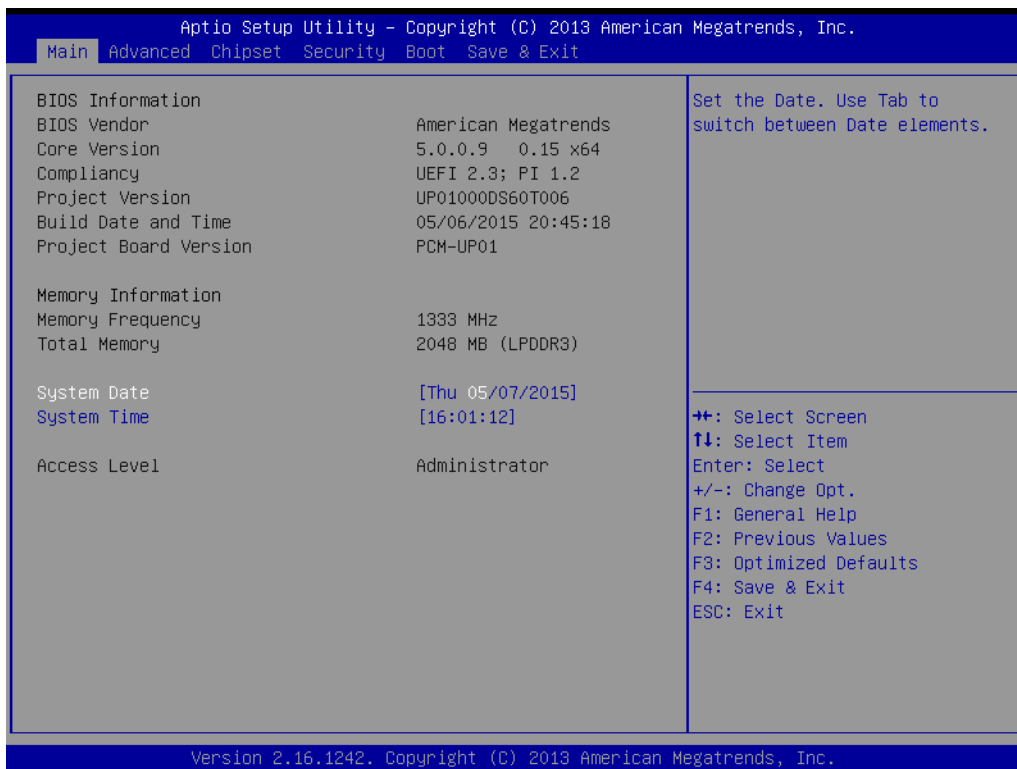 Aptio Setup Utility – Copyright (C) 2013 American Megatrends, Inc.
Main Advanced Chipset Security Boot Save & Exit
BIOS Information
BIOS Vendor American Megatrends
Core Version 5.0.0.9 0.15 x64
Compliancy UEFI 2.3; PI 1.2
Project Version UP01000DS60T006
Build Date and Time 05/06/2015 20:45:18
Project Board Version PCM-UP01
Memory Information
Memory Frequency 1333 MHz
Total Memory 2048 MB (LPDDR3)
System Date [Thu 05/07/2015]
System Time [16:01:12]
Access Level Administrator
Set the Date. Use Tab to
switch between Date elements.
→←: Select Screen
↑↓: Select Item
Enter: Select
+/-: Change Opt.
F1: General Help
F2: Previous Values
F3: Optimized Defaults
F4: Save & Exit
ESC: Exit
Version 2.16.1242. Copyright (C) 2013 American Megatrends, Inc.